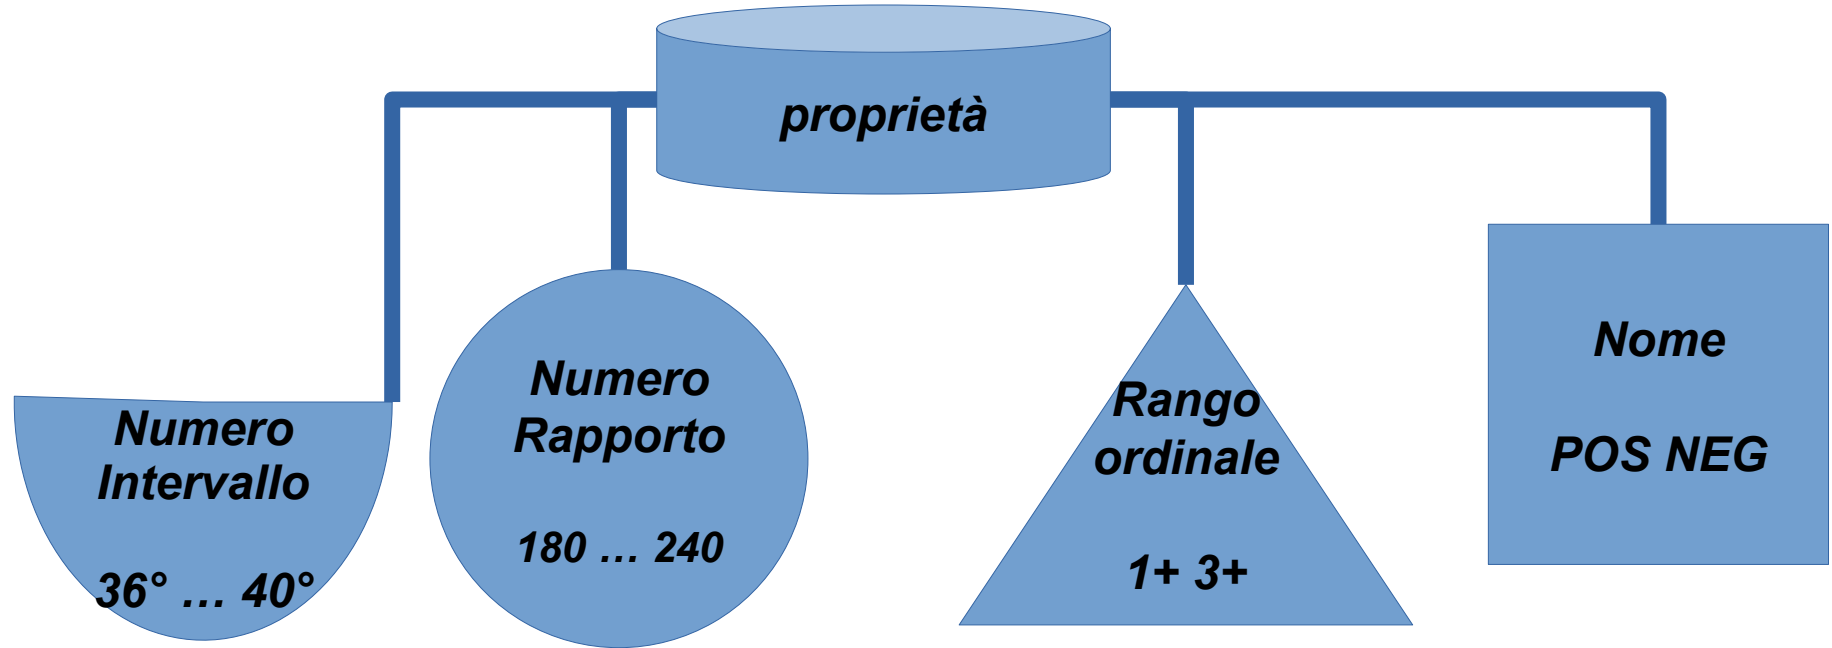 proprietà
Numero
Intervallo
36° … 40°
Numero
Rapporto
180 … 240
Rango
ordinale
1+ 3+
Nome
POS NEG